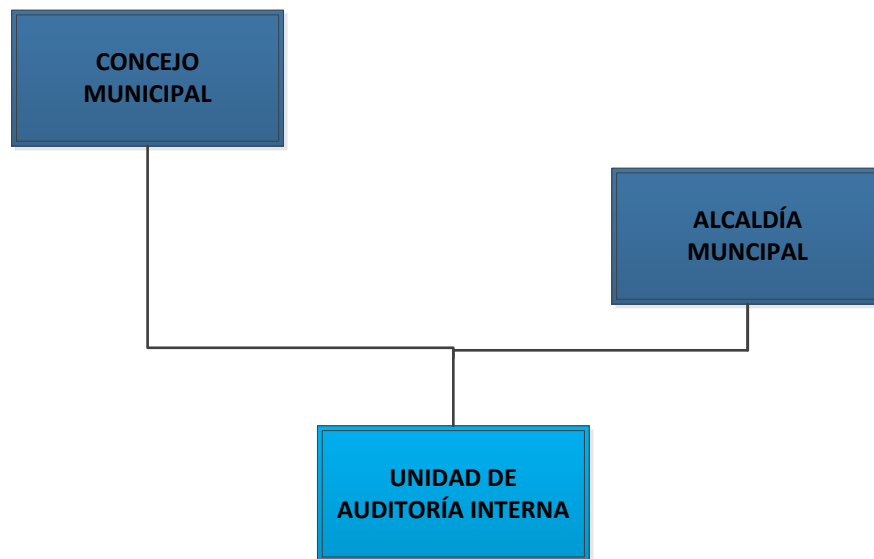 CONCEJO
MUNICIPAL
ALCALDÍA
MUNCIPAL
UNIDAD DE
AUDITORÍA INTERNA